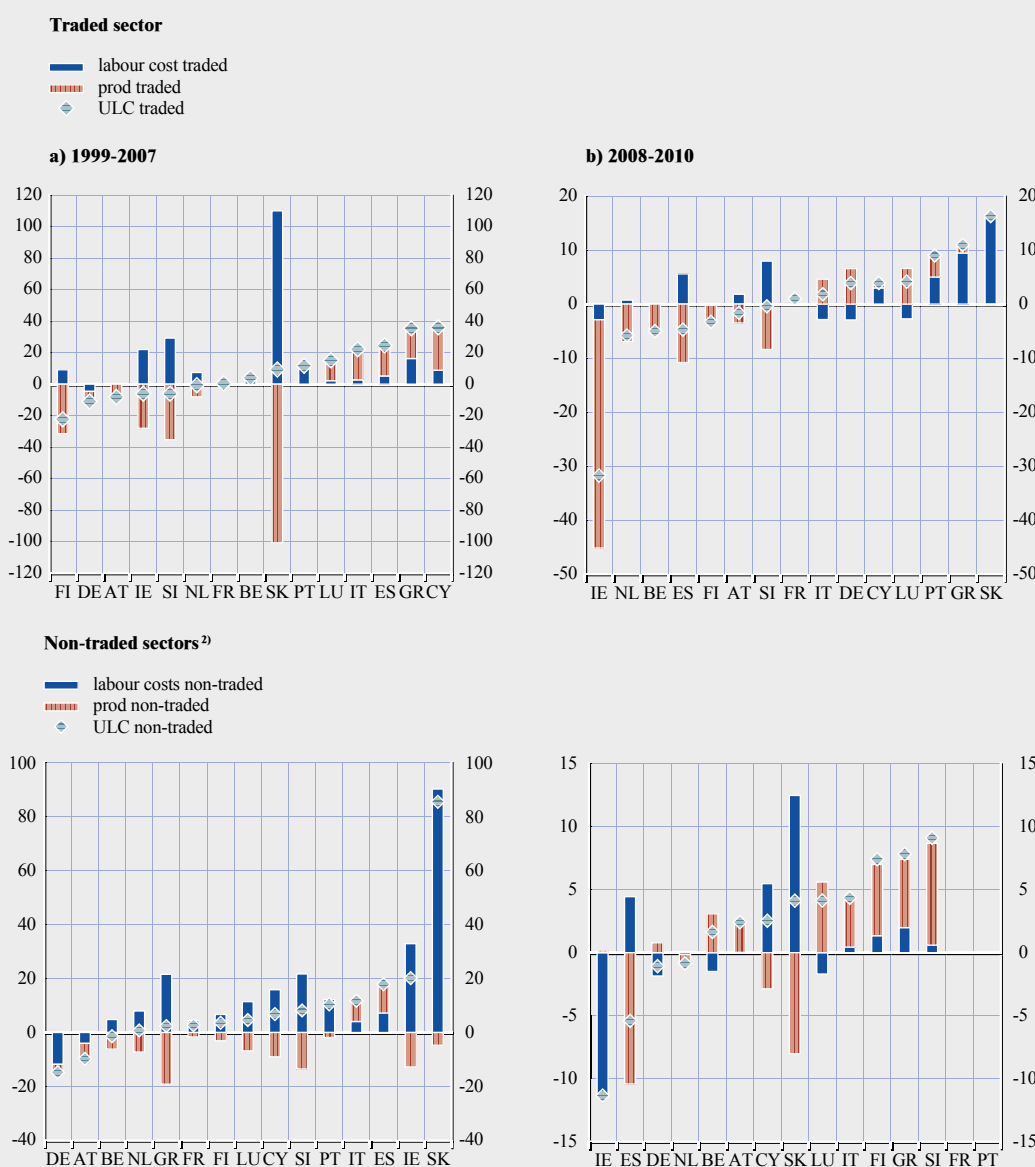 Traded sector
labour cost traded
prod traded
ULC traded
a) 1999-2007
b) 2008-2010
120 120
100 100
80 80
60 60
40 40
20 20
0 0
-20 -20
-40 -40
-60 -60
-80 -80
-100 -100
-120 -120
FI DE AT IE SI NL FR BE SK PT LU IT ES GR CY
20 20
10 10
0 0
-10 -10
-20 -20
-30 -30
-40 -40
-50 -50
IE NL BE ES FI AT SI FR IT DE CY LU PT GR SK
Non-traded sectors 2)
labour costs non-traded
prod non-traded
ULC non-traded
100 100
80 80
60 60
40 40
20 20
0 0
-20 -20
-40 -40
DE AT BE NL GR FR FI LU CY SI PT IT ES IE SK
15 15
10 10
5 5
0 0
-5 -5
-10 -10
-15 -15
IE ES DE NL BE AT CY SK LU IT FI GR SI FR PT